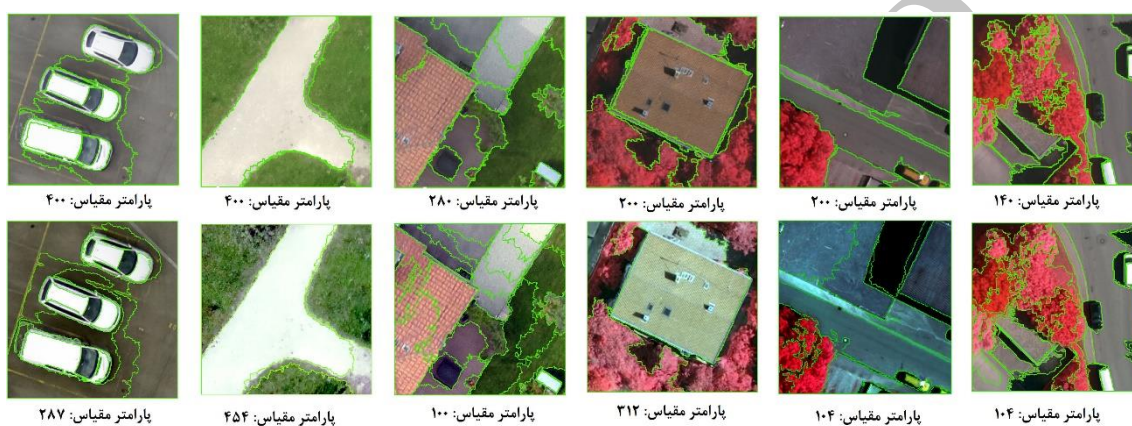 پارامتر مقیاس: ۱۴۰
پارامتر مقیاس: ۲۰۰
پارامتر مقیاس: ۲۰۰
پارامتر مقیاس: ۲۸۰
پارامتر مقیاس: ۴۰۰
پارامتر مقیاس: ۴۰۰
پارامتر مقیاس: ۱۰۴
پارامتر مقیاس: ۱۰۴
پارامتر مقیاس: ۳۱۲
پارامتر مقیاس: ۱۰۰
پارامتر مقیاس: ۴۵۴
پارامتر مقیاس: ۲۸۷